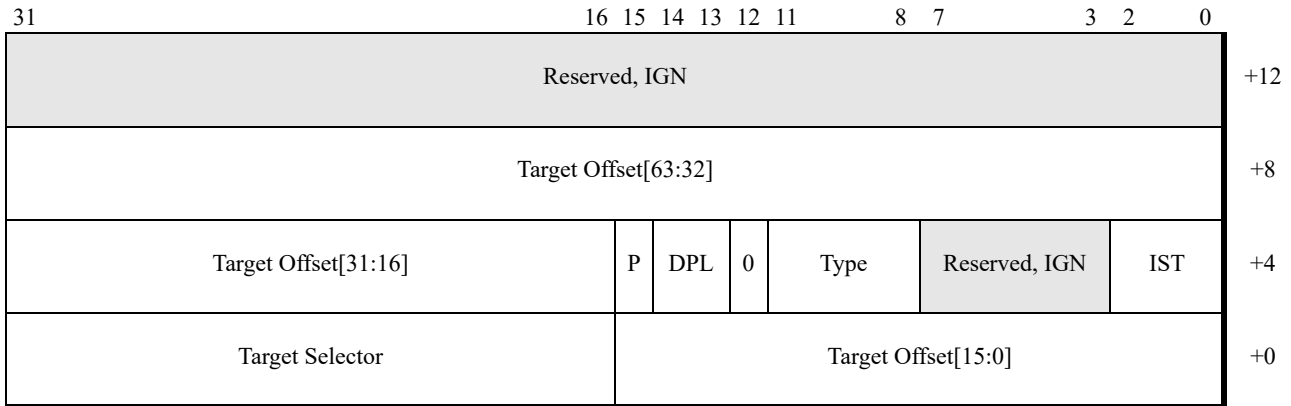 31 16 15 14 13 12 11 8 7 3 2 0
Reserved, IGN +12
Target Offset[63:32] +8
Target Offset[31:16] P DPL 0 Type Reserved, IGN IST +4
Target Selector Target Offset[15:0] +0